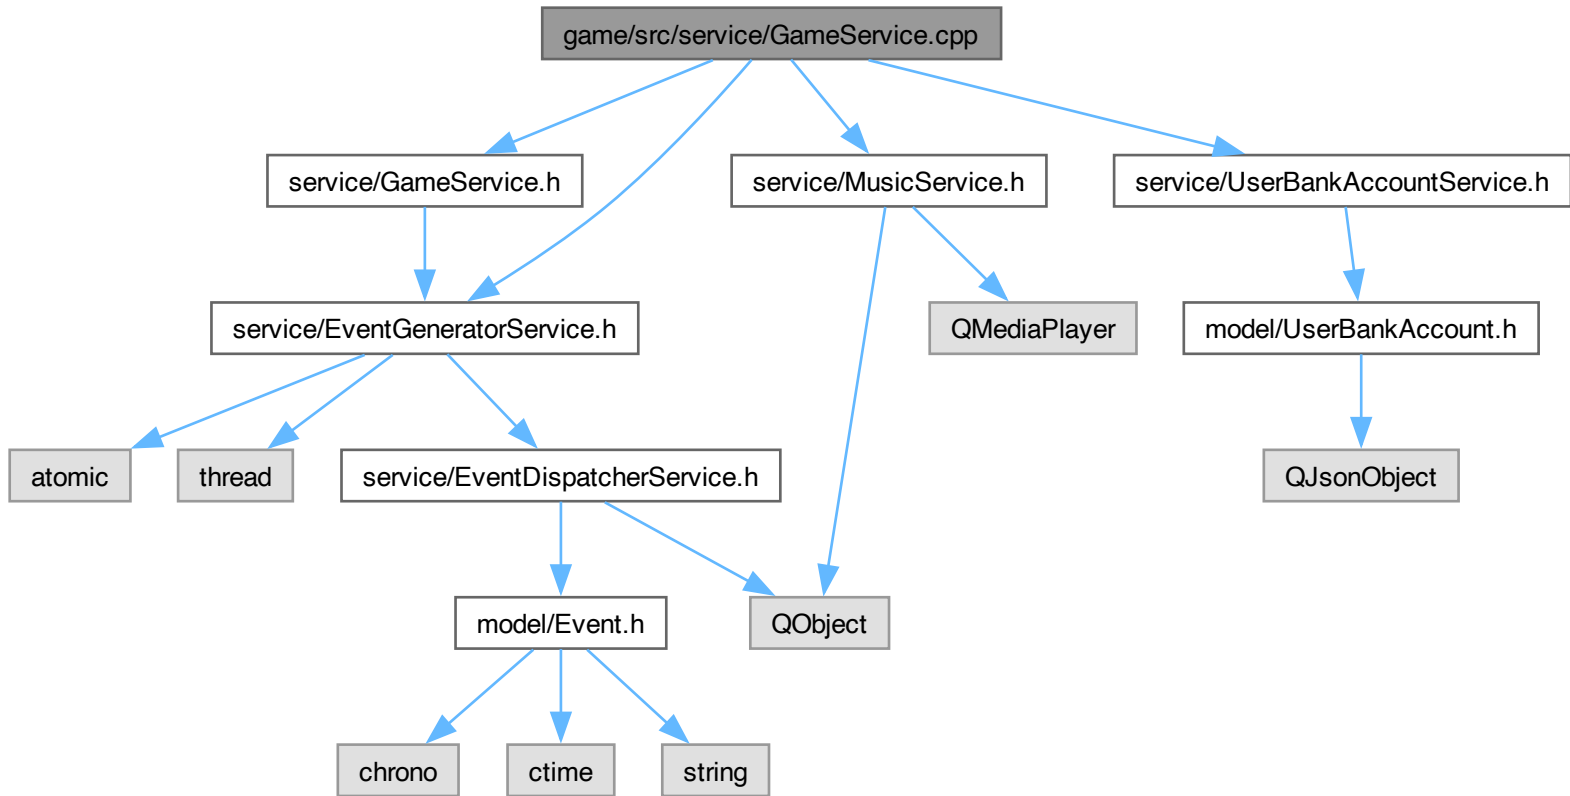 game/src/service/GameService.cpp
service/GameService.h
service/MusicService.h
service/UserBankAccountService.h
service/EventGeneratorService.h
QMediaPlayer
model/UserBankAccount.h
atomic
thread
service/EventDispatcherService.h
QJsonObject
model/Event.h
QObject
chrono
ctime
string